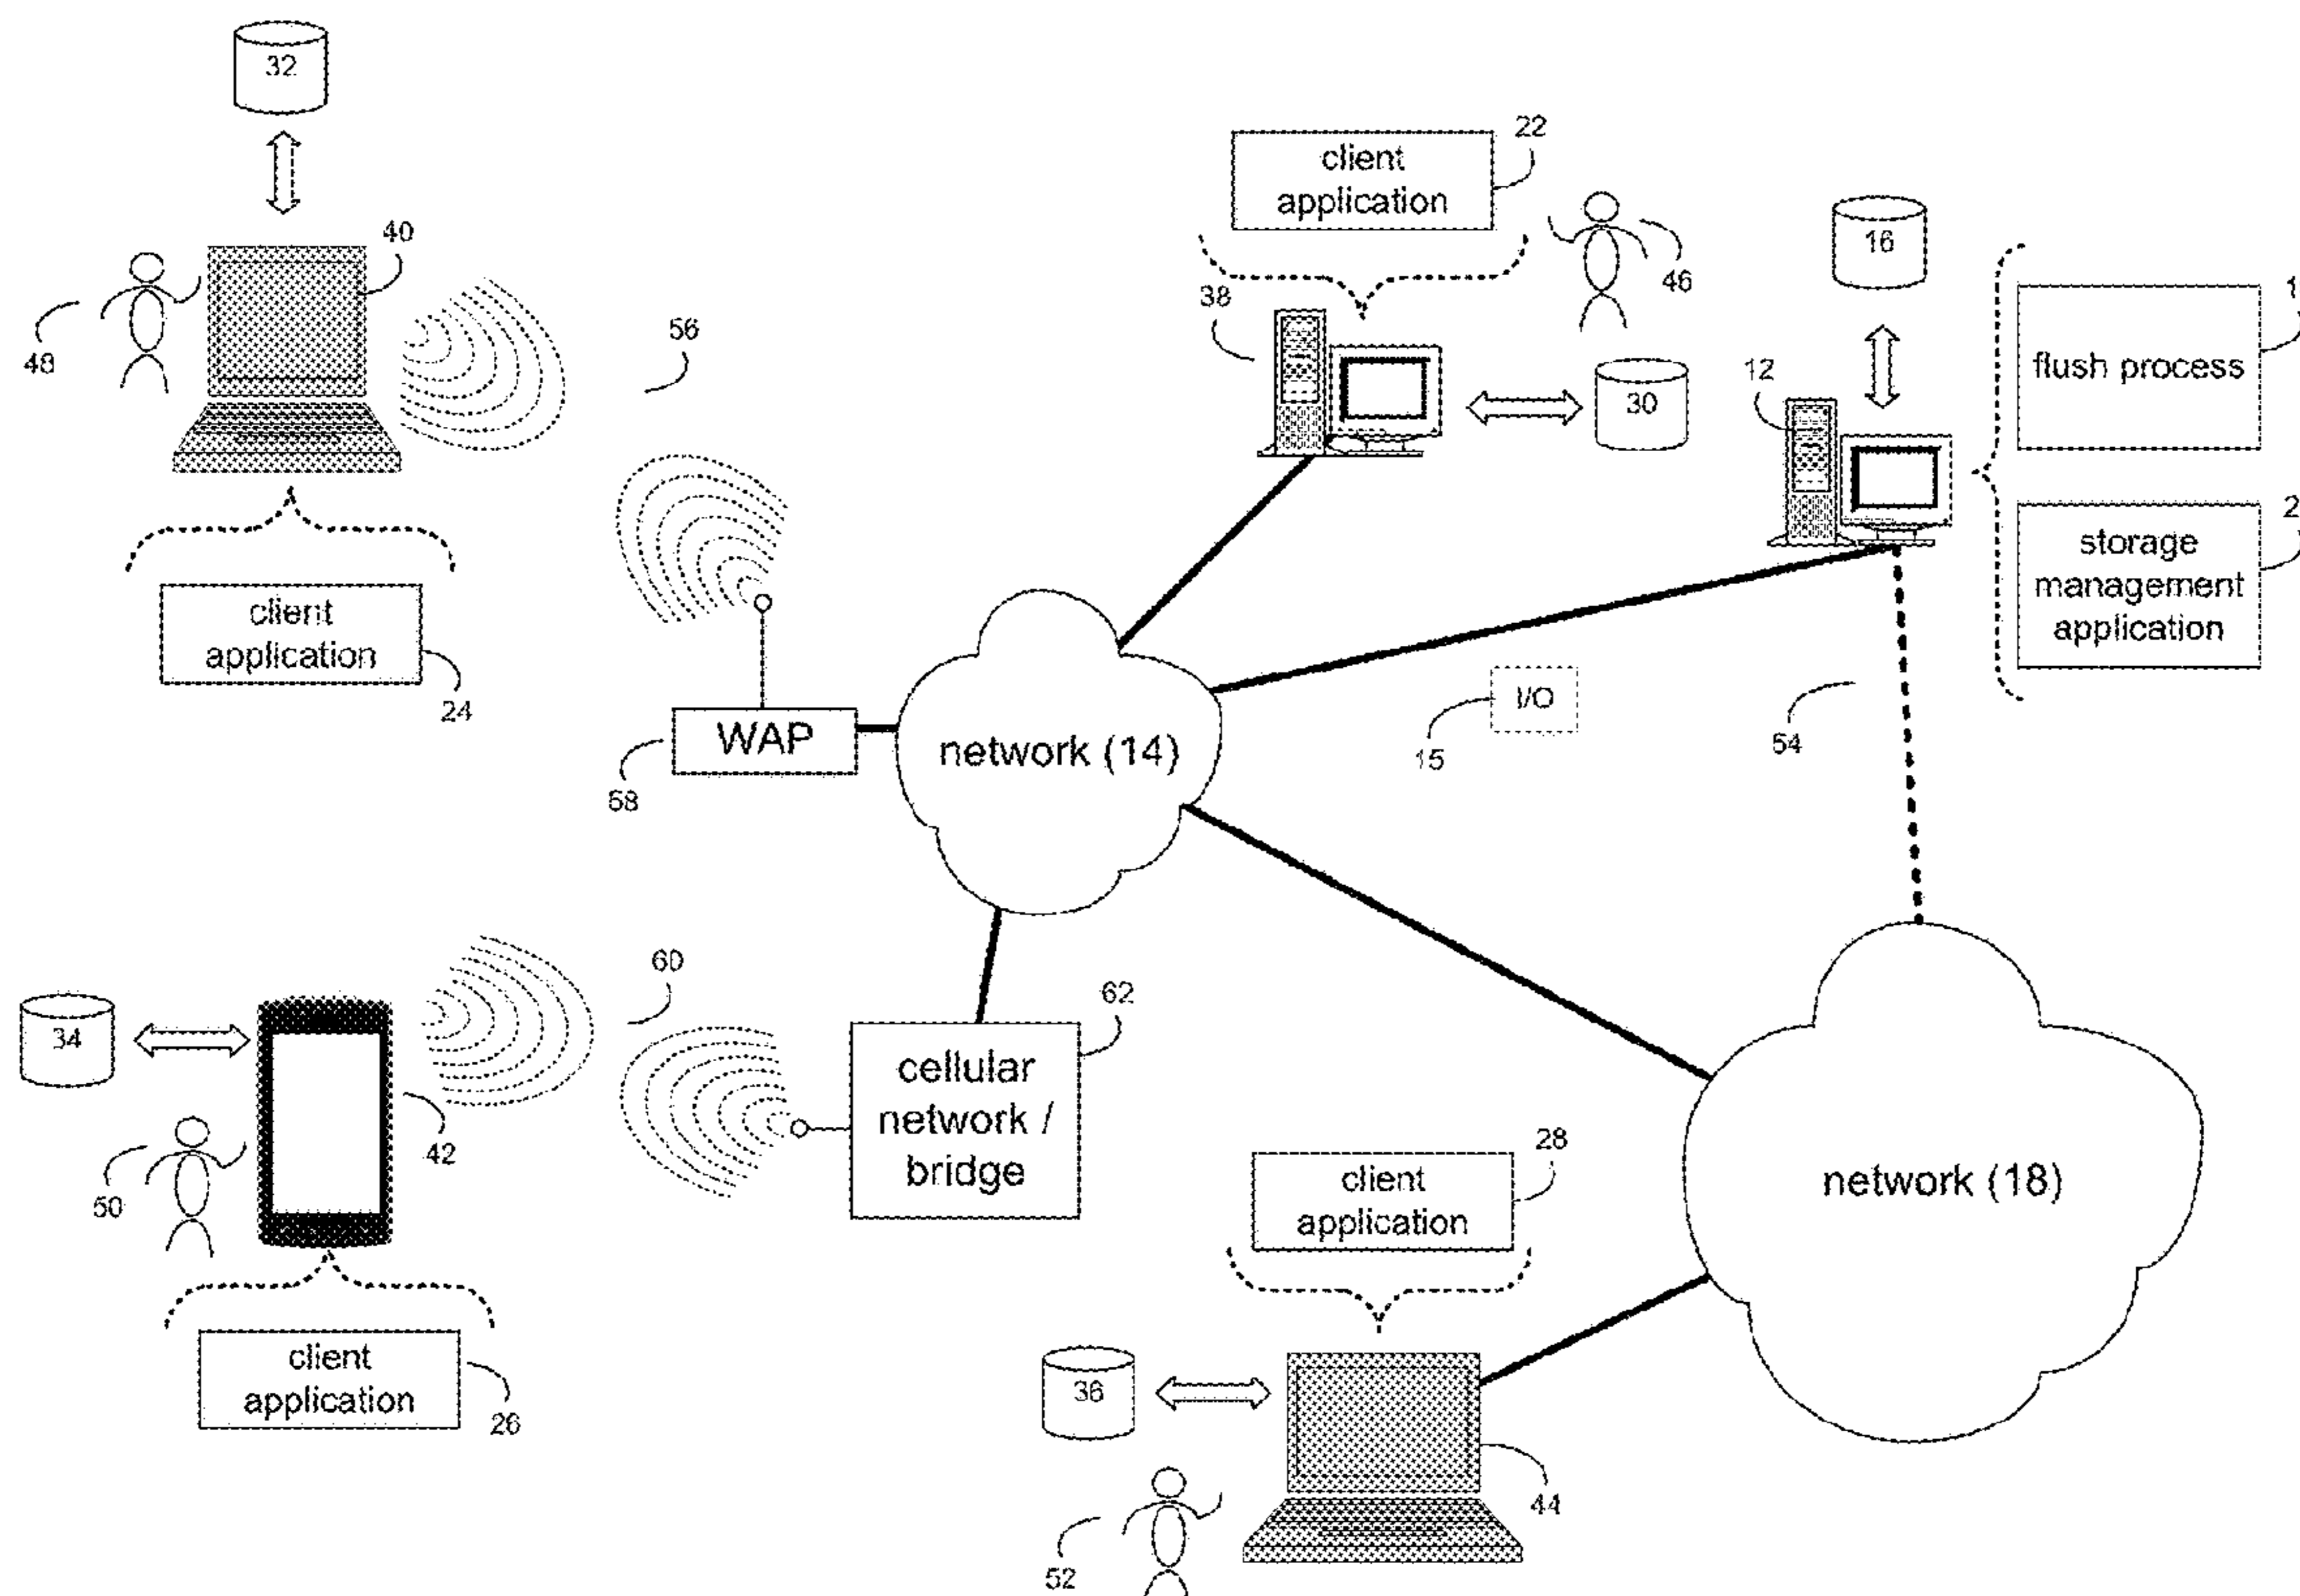 32
40
48
56
client
application
24
22
client
application
46
38
30
16
12
flush process
storage
management
application
I/O
15
54
WAP
58
network (14)
60
62
34
42
50
cellular
network /
bridge
network (18)
28
client
application
client
application
26
36
44
52